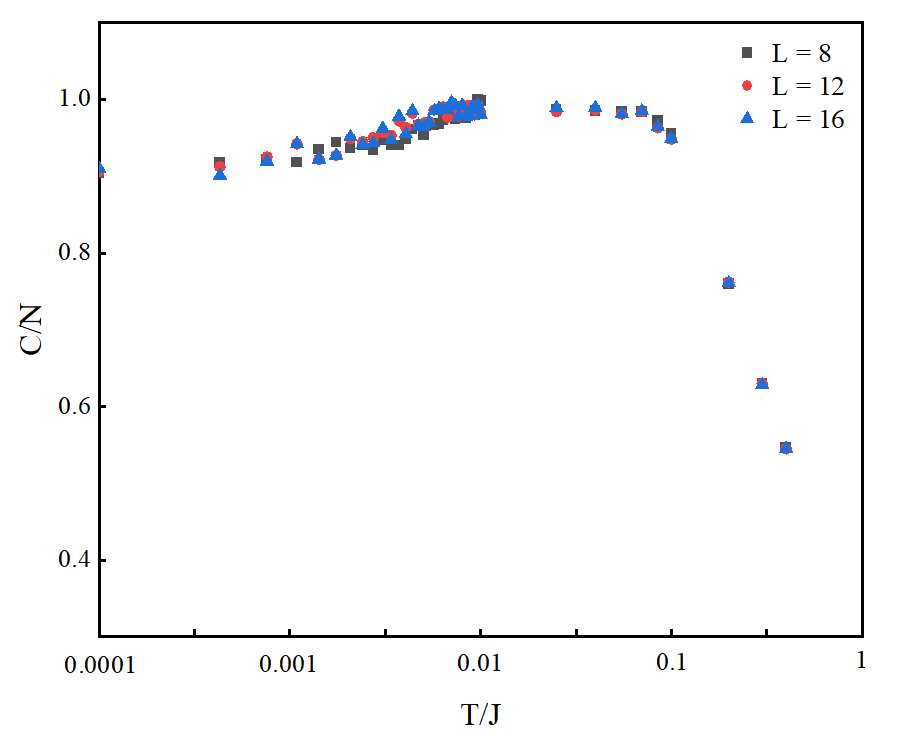 L = 8
L = 12
L = 16
1.0
0.8
0.6
0.4
C/N
0.0001
0.001
0.01
0.1
1
T/J